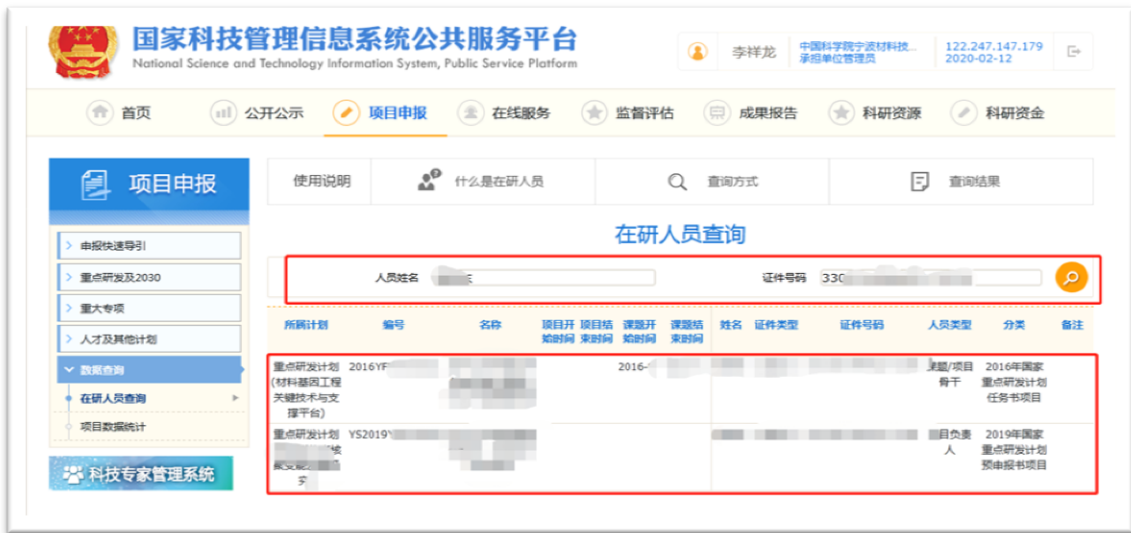 国家科技管理信息系统公共服务平台
National Science and Technology Information System, Public Service Platform
李祥龙
中国科学院宁波材料科技...
承担单位管理员
122.247.147.179
2020-02-12
首页
公开公示
项目申报
在线服务
监督评估
成果报告
科研资源
科研资金
项目申报
使用说明
什么是在研人员
查询方式
查询结果
申报快速导引
重点研发及2030
重大专项
人才及其他计划
数据查询
在研人员查询
项目数据统计
科技专家管理系统
在研人员查询
人员姓名
证件号码 330
所属计划 编号 名称 项目开始时间 项目结束时间 课题开始时间 课题结束时间 姓名 证件类型 证件号码 人员类型 分类 备注
重点研发计划 2016YF 2016- 课题/项目 2016年国家
(材料基因工程 骨干 重点研发计划
关键技术与支 任务书项目
撑平台)
重点研发计划 YS2019Y 项目负责 2019年国家
人 重点研发计划
预申报书项目